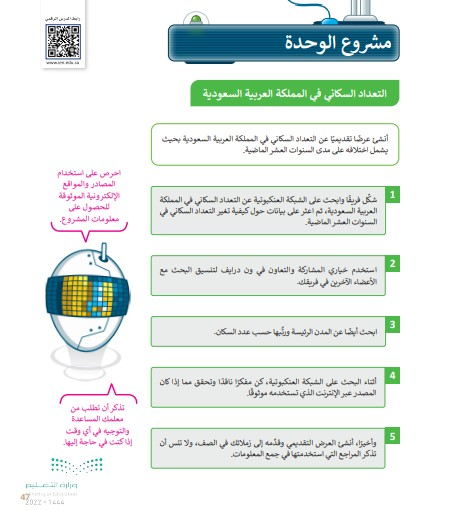 رابط الدرس الرقمي
www.ien.edu.sa
مشروع الوحدة
التعداد السكاني في المملكة العربية السعودية
أنشئ عرضًا تقديميًا عن التعداد السكاني في المملكة العربية السعودية بحيث
يشمل اختلافه على مدى السنوات العشر الماضية.
احرص على استخدام
المصادر والمواقع
الإلكترونية الموثوقة
للحصول على
معلومات المشروع.
1
شكّل فريقًا وابحث على الشبكة العنكبوتية عن التعداد السكاني في المملكة
العربية السعودية، ثم اعثر على بيانات حول كيفية تغير التعداد السكاني في
السنوات العشر الماضية.
2
استخدم خياري المشاركة والتعاون في ون درايف لتنسيق البحث مع
الأعضاء الآخرين في فريقك.
3
ابحث أيضًا عن المدن الرئيسة ورتّبها حسب عدد السكان.
4
أثناء البحث على الشبكة العنكبوتية، كن مفكرًا ناقدًا وتحقق مما إذا كان
المصدر عبر الإنترنت الذي تستخدمه موثوقًا.
تذكر أن تطلب من
معلمك المساعدة
والتوجيه في أي وقت
إذا كنت في حاجة إليها.
5
وأخيرًا، أنشئ العرض التقديمي وقدّمه إلى زملائك في الصف، ولا تنس أن
تذكر المراجع التي استخدمتها في جمع المعلومات.
وزارة التعليم
Ministry of Education
47
2022 - 1444